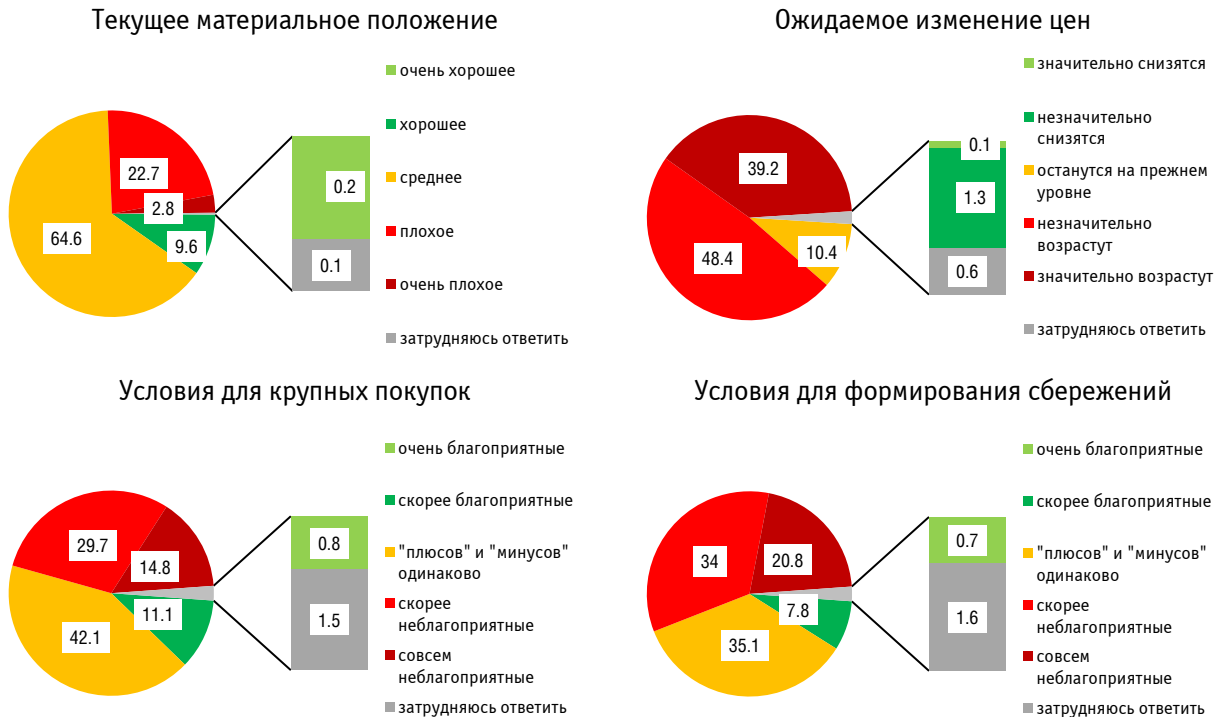 Текущее материальное положение
очень хорошее
хорошее
среднее
плохое
очень плохое
затрудняюсь ответить
22.7
2.8
64.6
9.6
0.2
0.1
Ожидаемое изменение цен
значительно снизятся
незначительно
снизятся
останутся на прежнем
уровне
незначительно
возрастут
значительно возрастут
затрудняюсь ответить
39.2
48.4
10.4
0.1
1.3
0.6
Условия для крупных покупок
очень благоприятные
скорее благоприятные
"плюсов" и "минусов"
одинаково
скорее
неблагоприятные
совсем
неблагоприятные
затрудняюсь ответить
29.7
14.8
11.1
42.1
0.8
1.5
Условия для формирования сбережений
очень благоприятные
скорее благоприятные
"плюсов" и "минусов"
одинаково
скорее
неблагоприятные
совсем
неблагоприятные
затрудняюсь ответить
34
20.8
7.8
35.1
0.7
1.6